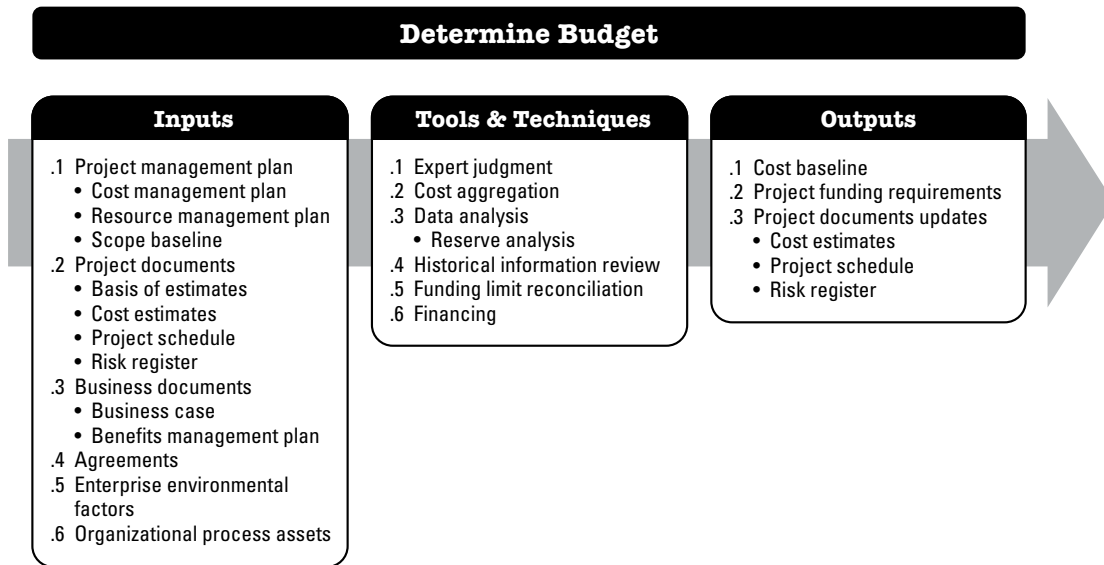 Determine Budget
Inputs
.1 Project management plan
• Cost management plan
• Resource management plan
• Scope baseline
.2 Project documents
• Basis of estimates
• Cost estimates
• Project schedule
• Risk register
.3 Business documents
• Business case
• Benefits management plan
.4 Agreements
.5 Enterprise environmental
factors
.6 Organizational process assets
Tools & Techniques
.1 Expert judgment
.2 Cost aggregation
.3 Data analysis
• Reserve analysis
.4 Historical information review
.5 Funding limit reconciliation
.6 Financing
Outputs
.1 Cost baseline
.2 Project funding requirements
.3 Project documents updates
• Cost estimates
• Project schedule
• Risk register